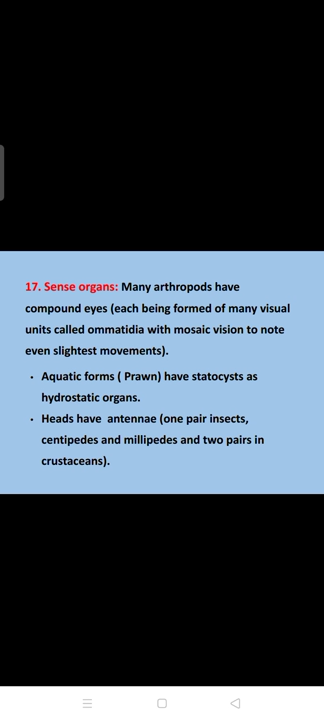 17. Sense organs: Many arthropods have
compound eyes (each being formed of many visual
units called ommatidia with mosaic vision to note
even slightest movements).
• Aquatic forms ( Prawn) have statocysts as
hydrostatic organs.
• Heads have antennae (one pair insects,
centipedes and millipedes and two pairs in
crustaceans).